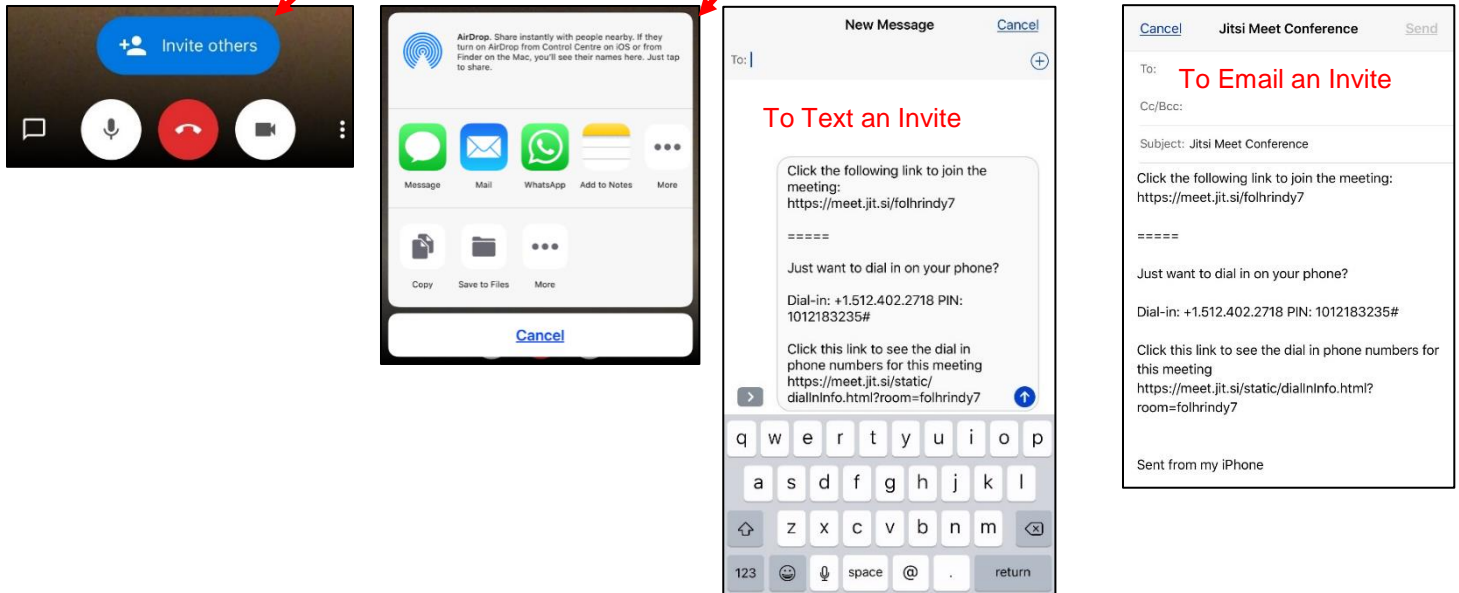 Invite others
AirDrop. Share instantly with people nearby. If they
turn on AirDrop from Control Centre on iOS or from
Finder on the Mac, you'll see their names here. Just tap
to share.
Message Mail WhatsApp Add to Notes More
Copy Save to Files More
Cancel
New Message Cancel
To:
To Text an Invite
Click the following link to join the
meeting:
https://meet.jit.si/folhrindy7
=====
Just want to dial in on your phone?
Dial-in: +1.512.402.2718 PIN:
1012183235#
Click this link to see the dial in
phone numbers for this meeting
https://meet.jit.si/static/
dialInInfo.html?room=folhrindy7
q w e r t y u i o p
a s d f g h j k l
z x c v b n m
123 space @ . return
Cancel Jitsi Meet Conference Send
To:
To Email an Invite
Cc/Bcc:
Subject: Jitsi Meet Conference
Click the following link to join the meeting:
https://meet.jit.si/folhrindy7
=====
Just want to dial in on your phone?
Dial-in: +1.512.402.2718 PIN: 1012183235#
Click this link to see the dial in phone numbers for
this meeting
https://meet.jit.si/static/dialInInfo.html?
room=folhrindy7
Sent from my iPhone